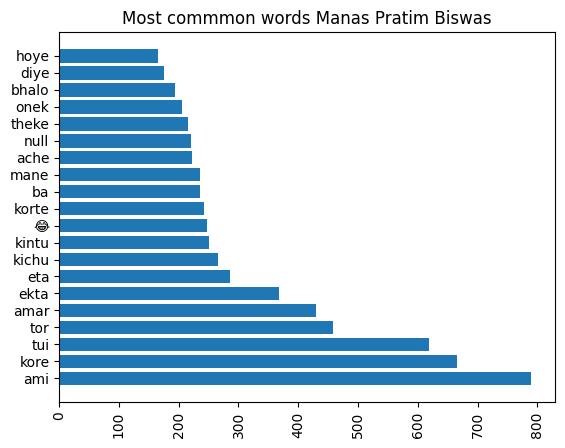 Most commmon words Manas Pratim Biswas
hoye
diye
bhalo
onek
theke
null
ache
mane
ba
korte
😂
kintu
kichu
eta
ekta
amar
tor
tui
kore
ami
0 100 200 300 400 500 600 700 800